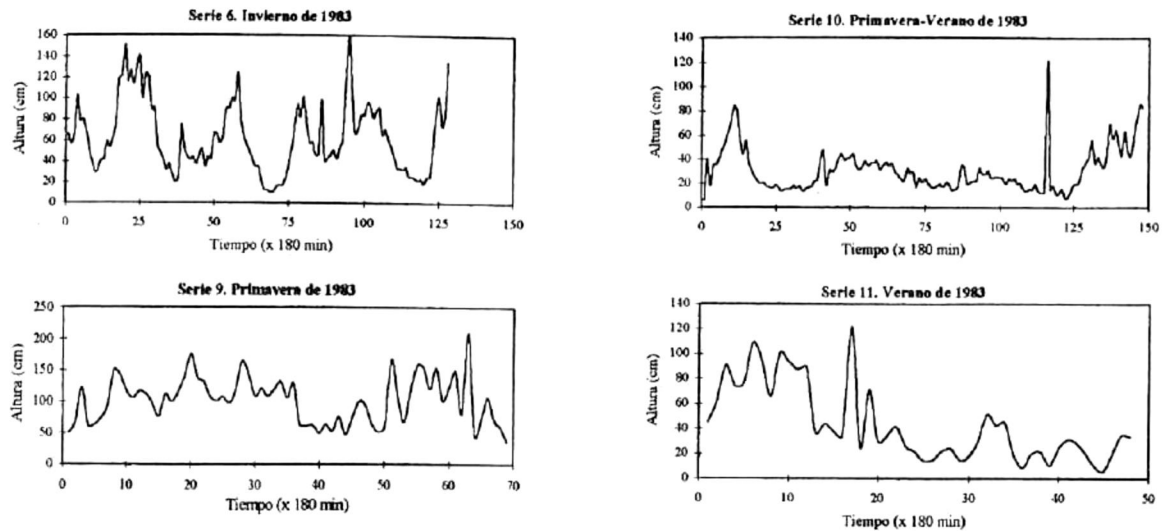 Serie 6. Invierno de 1983
160
140
120
100
80
60
40
20
0
Altura (cm)
0 25 50 75 100 125 150
Tiempo (x 180 min)
Serie 10. Primavera-Verano de 1983
140
120
100
80
60
40
20
0
Altura (cm)
0 25 50 75 100 125 150
Tiempo (x 180 min)
Serie 9. Primavera de 1983
250
200
150
100
50
0
Altura (cm)
0 10 20 30 40 50 60 70
Tiempo (x 180 min)
Serie 11. Verano de 1983
140
120
100
80
60
40
20
0
Altura (cm)
0 10 20 30 40 50
Tiempo (x 180 min)